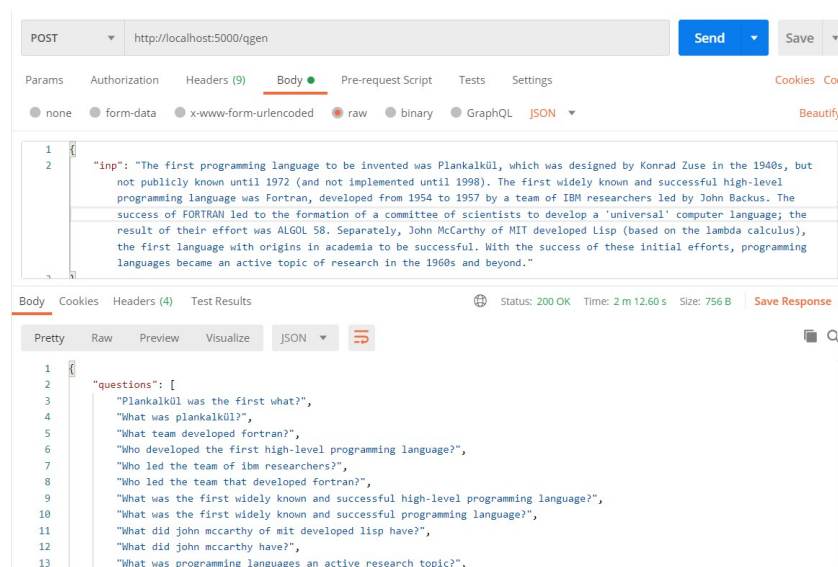 POST http://localhost:5000/qgen Send Save
Params Authorization Headers (9) Body Pre-request Script Tests Settings Cookies
none form-data x-www-form-urlencoded raw binary GraphQL JSON Beautify
1 {
2 "inp": "The first programming language to be invented was Plankalkül, which was designed by Konrad Zuse in the 1940s, but
not publicly known until 1972 (and not implemented until 1998). The first widely known and successful high-level
programming language was Fortran, developed from 1954 to 1957 by a team of IBM researchers led by John Backus. The
success of FORTRAN led to the formation of a committee of scientists to develop a 'universal' computer language; the
result of their effort was ALGOL 58. Separately, John McCarthy of MIT developed Lisp (based on the lambda calculus),
the first language with origins in academia to be successful. With the success of these initial efforts, programming
languages became an active topic of research in the 1960s and beyond."
3 }
Body Cookies Headers (4) Test Results Status: 200 OK Time: 2 m 12.60 s Size: 756 B Save Response
Pretty Raw Preview Visualize JSON
1 {
2 "questions": [
3 "Plankalkül was the first what?",
4 "What was plankalkül?",
5 "What team developed fortran?",
6 "Who developed the first high-level programming language?",
7 "Who led the team of ibm researchers?",
8 "Who led the team that developed fortran?",
9 "What was the first widely known and successful high-level programming language?",
10 "What was the first widely known and successful programming language?",
11 "What did john mccarthy of mit developed lisp have?",
12 "What did john mccarthy have?",
13 "What was programming languages an active research topic?",